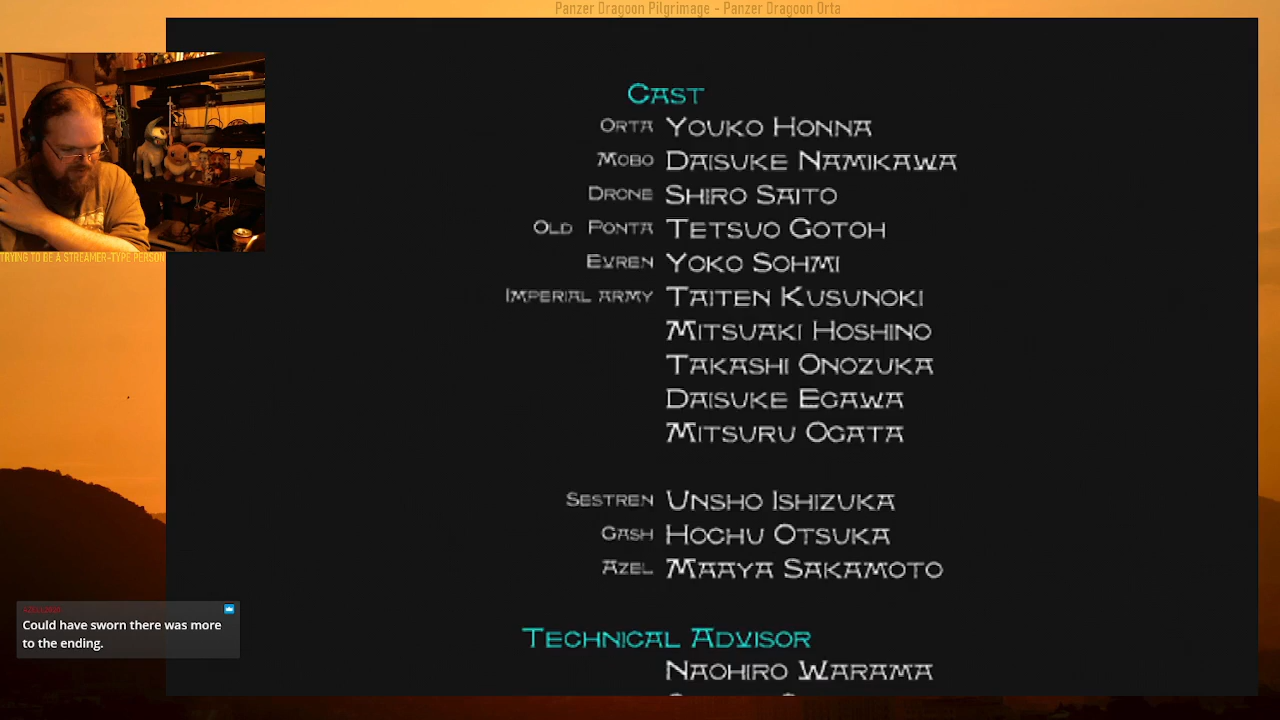 Panzer Dragoon Pilgrimage - Panzer Dragoon Orta
Cast
Orta Youko Honna
Mobo Daisuke Namikawa
Drone Shiro Saito
Old Ponta Tetsuo Gotoh
Evren Yoko Sohmi
Imperial army Taiten Kusunoki
Mitsuaki Hoshino
Takashi Onozuka
Daisuke Egawa
Mitsuru Ogata
Sestren Unsho Ishizuka
Gash Hochu Otsuka
Azel Maaya Sakamoto
Technical Advisor
Naohiro Warama
TRYING TO BE A STREAMER-TYPE PERSON
Could have sworn there was more
to the ending.